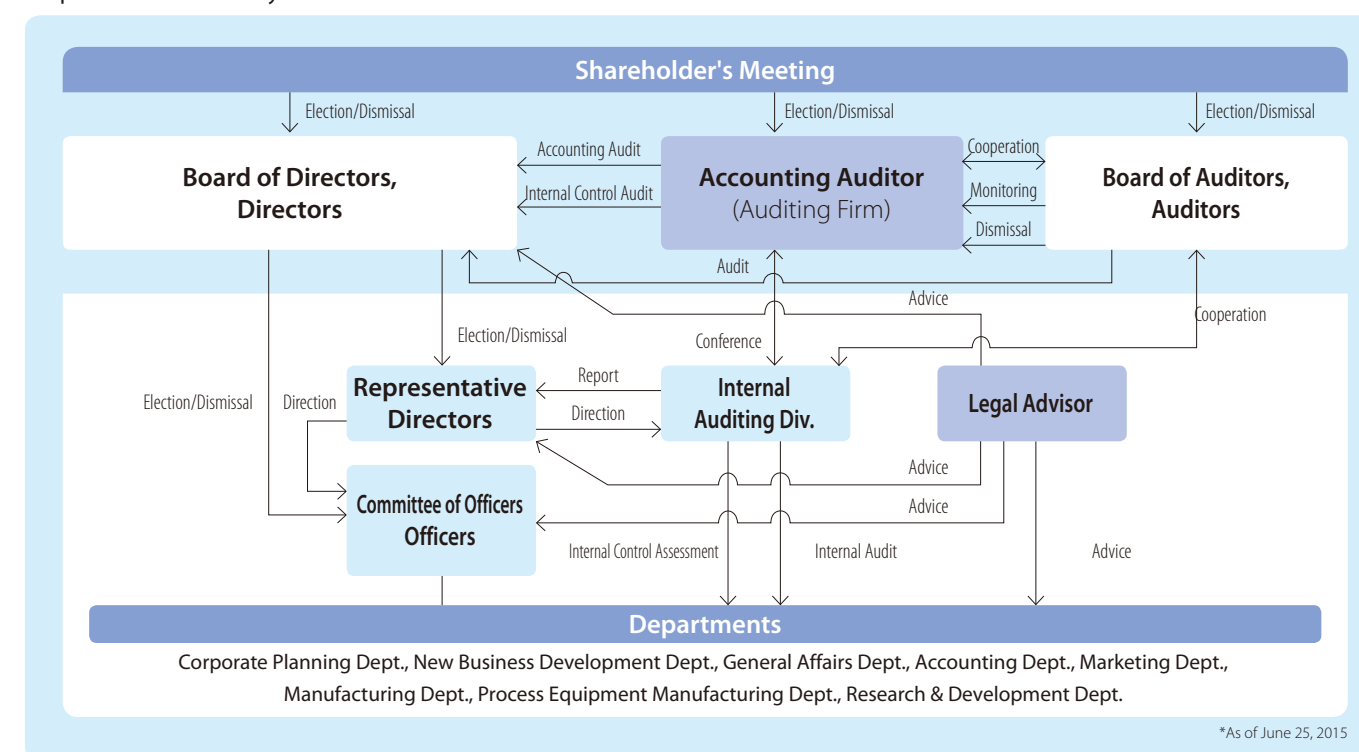 Shareholder's Meeting
Election/Dismissal
Election/Dismissal
Election/Dismissal
Board of Directors,
Directors
Accounting Audit
Internal Control Audit
Accounting Auditor
(Auditing Firm)
Cooperation
Monitoring
Dismissal
Board of Auditors,
Auditors
Audit
Advice
Cooperation
Election/Dismissal
Conference
Election/Dismissal
Direction
Representative
Directors
Report
Direction
Internal
Auditing Div.
Legal Advisor
Advice
Committee of Officers
Officers
Advice
Internal Control Assessment
Internal Audit
Advice
Departments
Corporate Planning Dept., New Business Development Dept., General Affairs Dept., Accounting Dept., Marketing Dept.,
Manufacturing Dept., Process Equipment Manufacturing Dept., Research & Development Dept.
*As of June 25, 2015